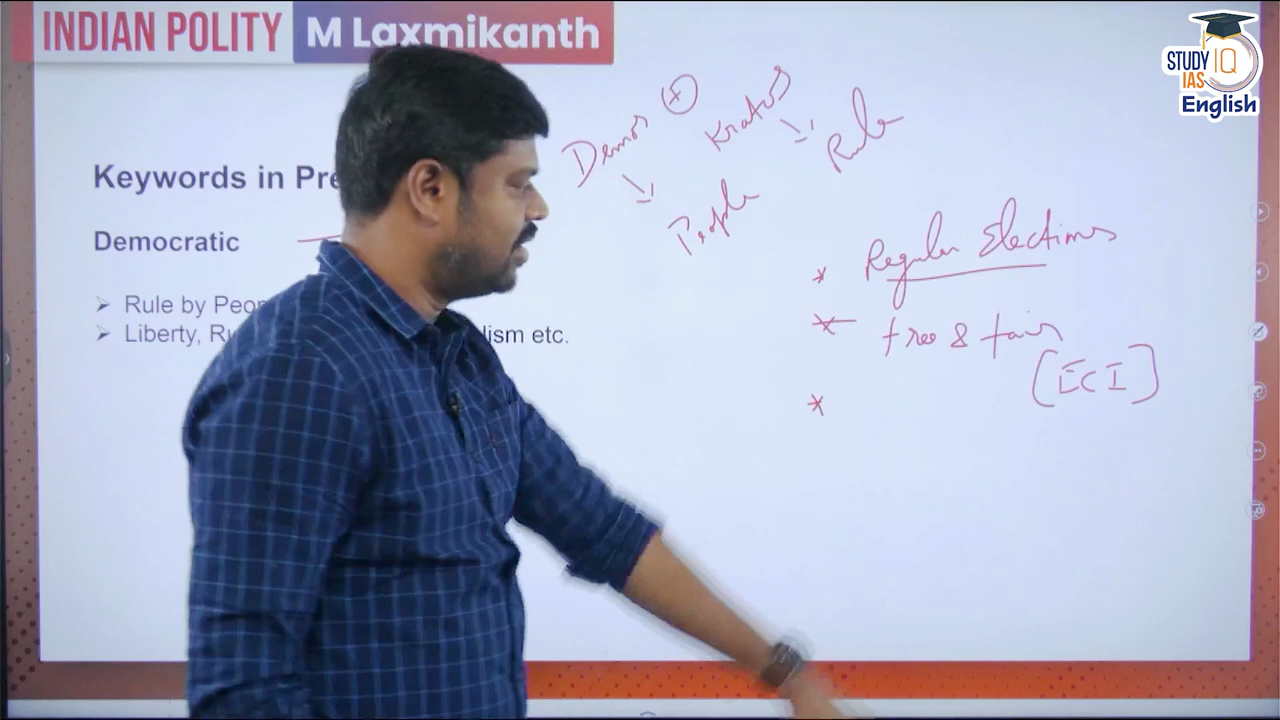 INDIAN POLITY M Laxmikanth
STUDY IQ
IAS
English
Demos + Kratos
Rule
People
Keywords in Pre
Democratic
Rule by Peop
Liberty, Ru dism etc.
* Regular Elections
* free & fair
[ECI]
*